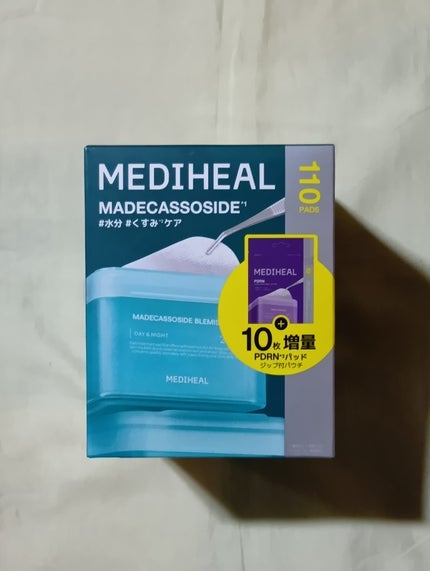 MEDIHEAL
MADECASSOSIDE*1
#水分 #くすみ*2ケア
110
PADS
MEDIHEAL
PDRN
+
10枚増量
PDRN*3パッド
ジップ付パウチ
MADECASSOSIDE BLEMIS
DAY & NIGHT
MEDIHEAL